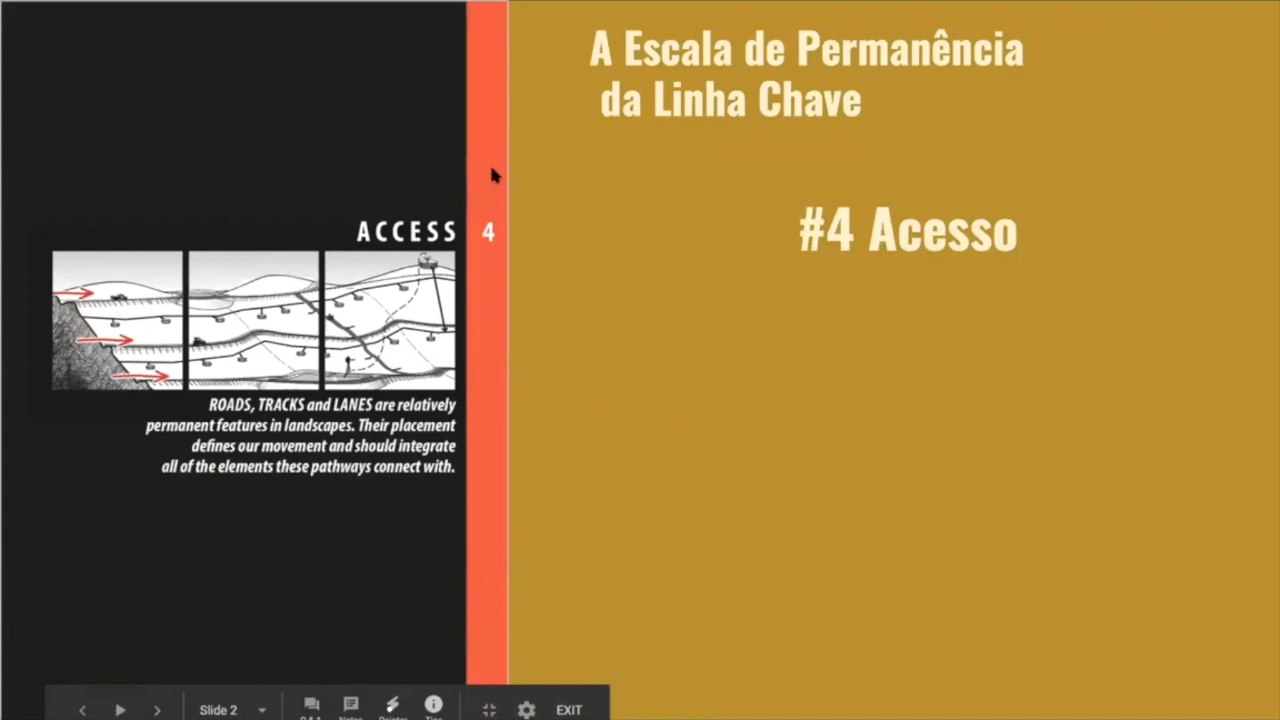 A Escala de Permanência
da Linha Chave
#4 Acesso
ACCESS 4
ROADS, TRACKS and LANES are relatively
permanent features in landscapes. Their placement
defines our movement and should integrate
all of the elements these pathways connect with.
Slide 2
EXIT